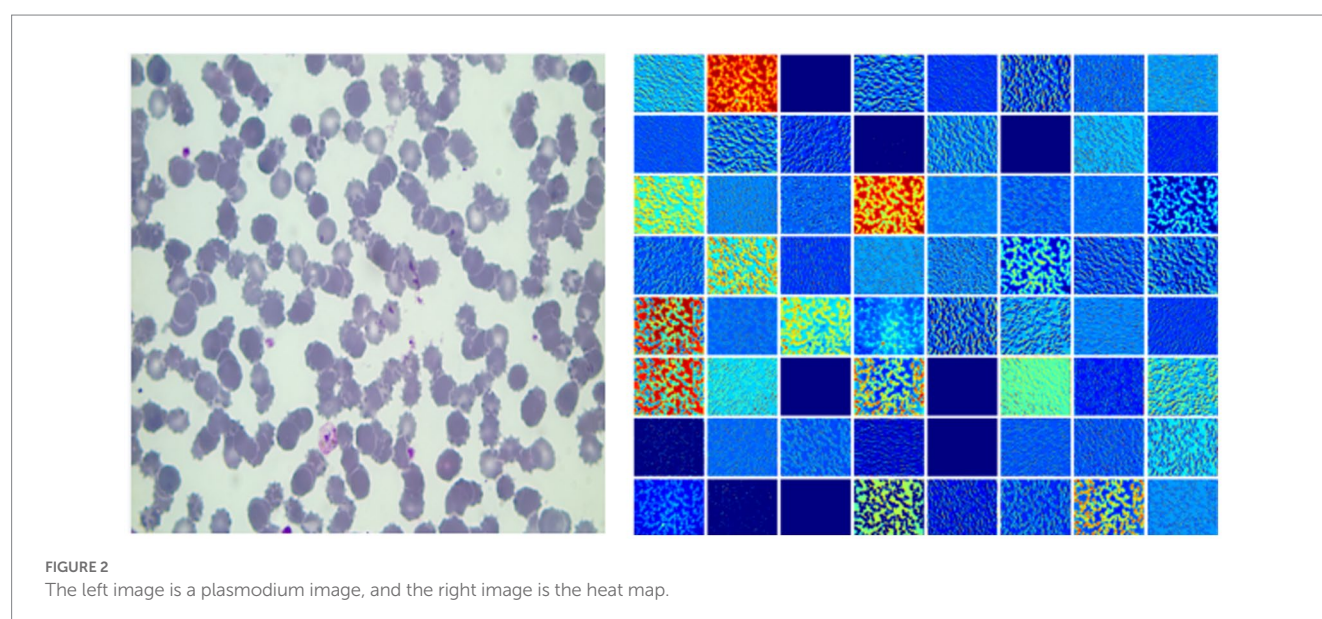 FIGURE 2
The left image is a plasmodium image, and the right image is the heat map.